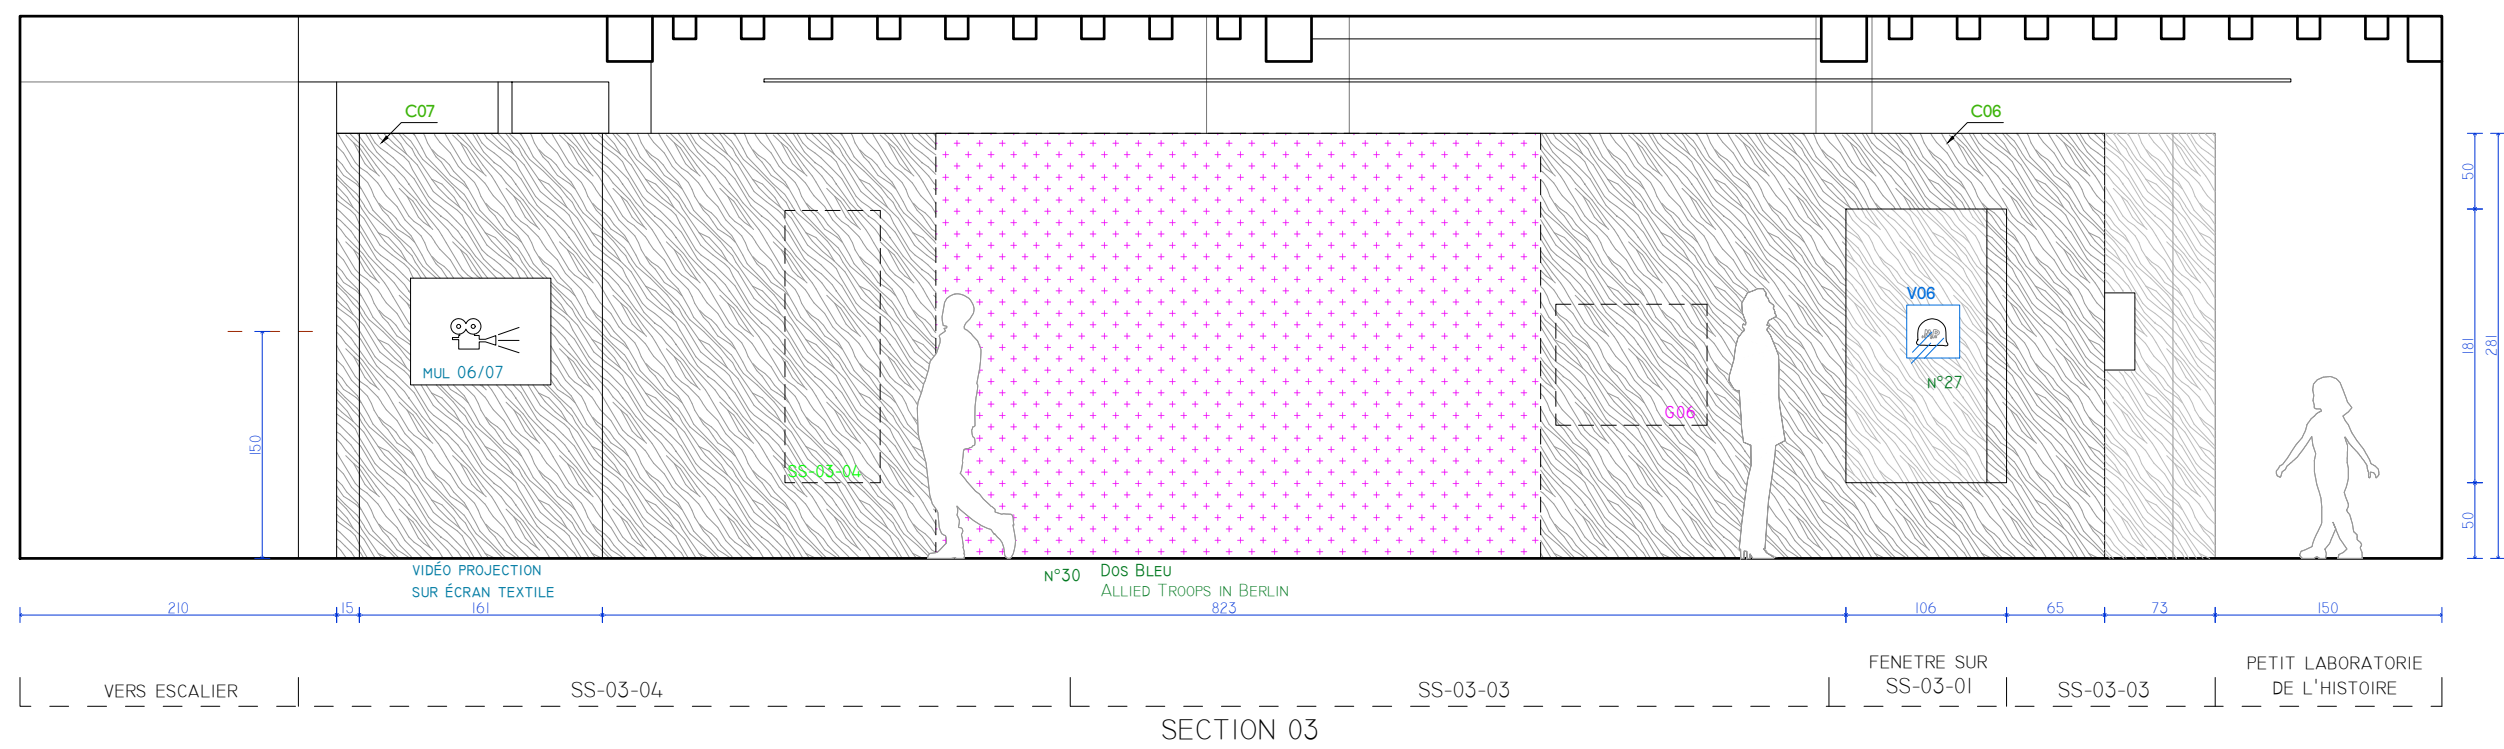 C07
C06
50
V06
N°27
181
281
MUL 06/07
G06
150
SS-03-04
50
VIDÉO PROJECTION
SUR ÉCRAN TEXTILE
N°30 DOS BLEU
ALLIED TROOPS IN BERLIN
210 15 161 823 106 65 73 150
VERS ESCALIER
SS-03-04
SS-03-03
FENETRE SUR
SS-03-01
SS-03-03
PETIT LABORATORIE
DE L'HISTOIRE
SECTION 03